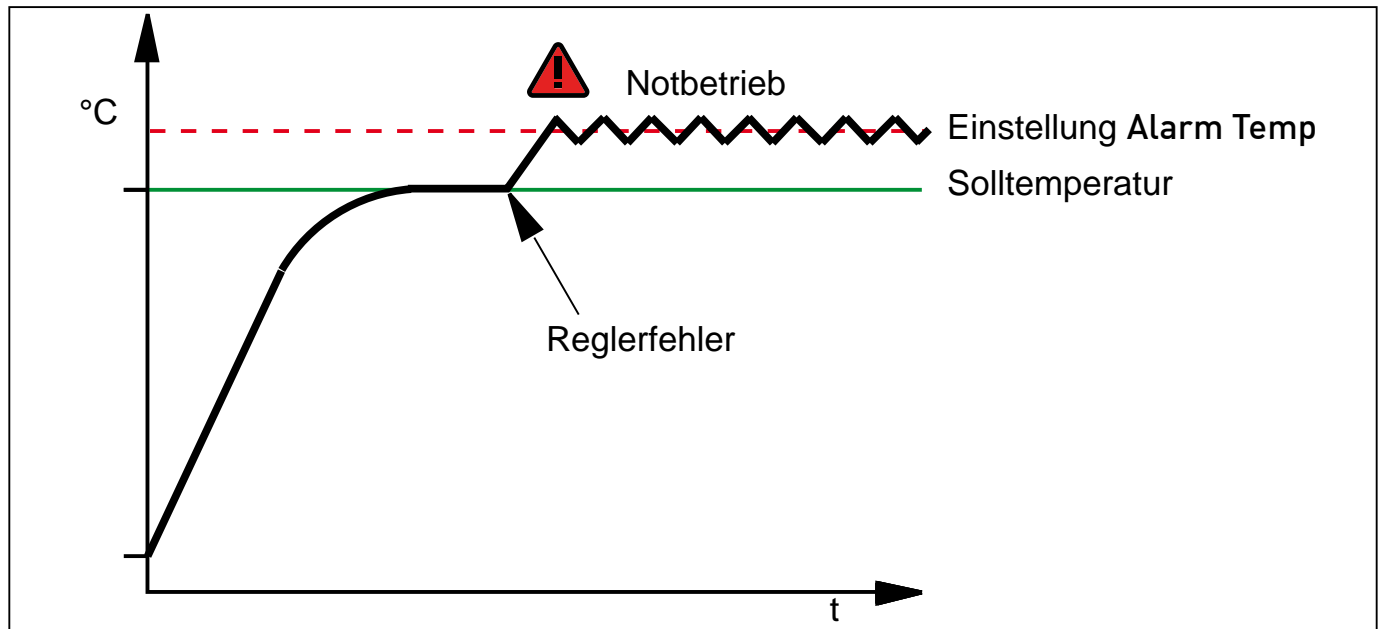 Notbetrieb
°C
Einstellung Alarm Temp
Solltemperatur
Reglerfehler
t